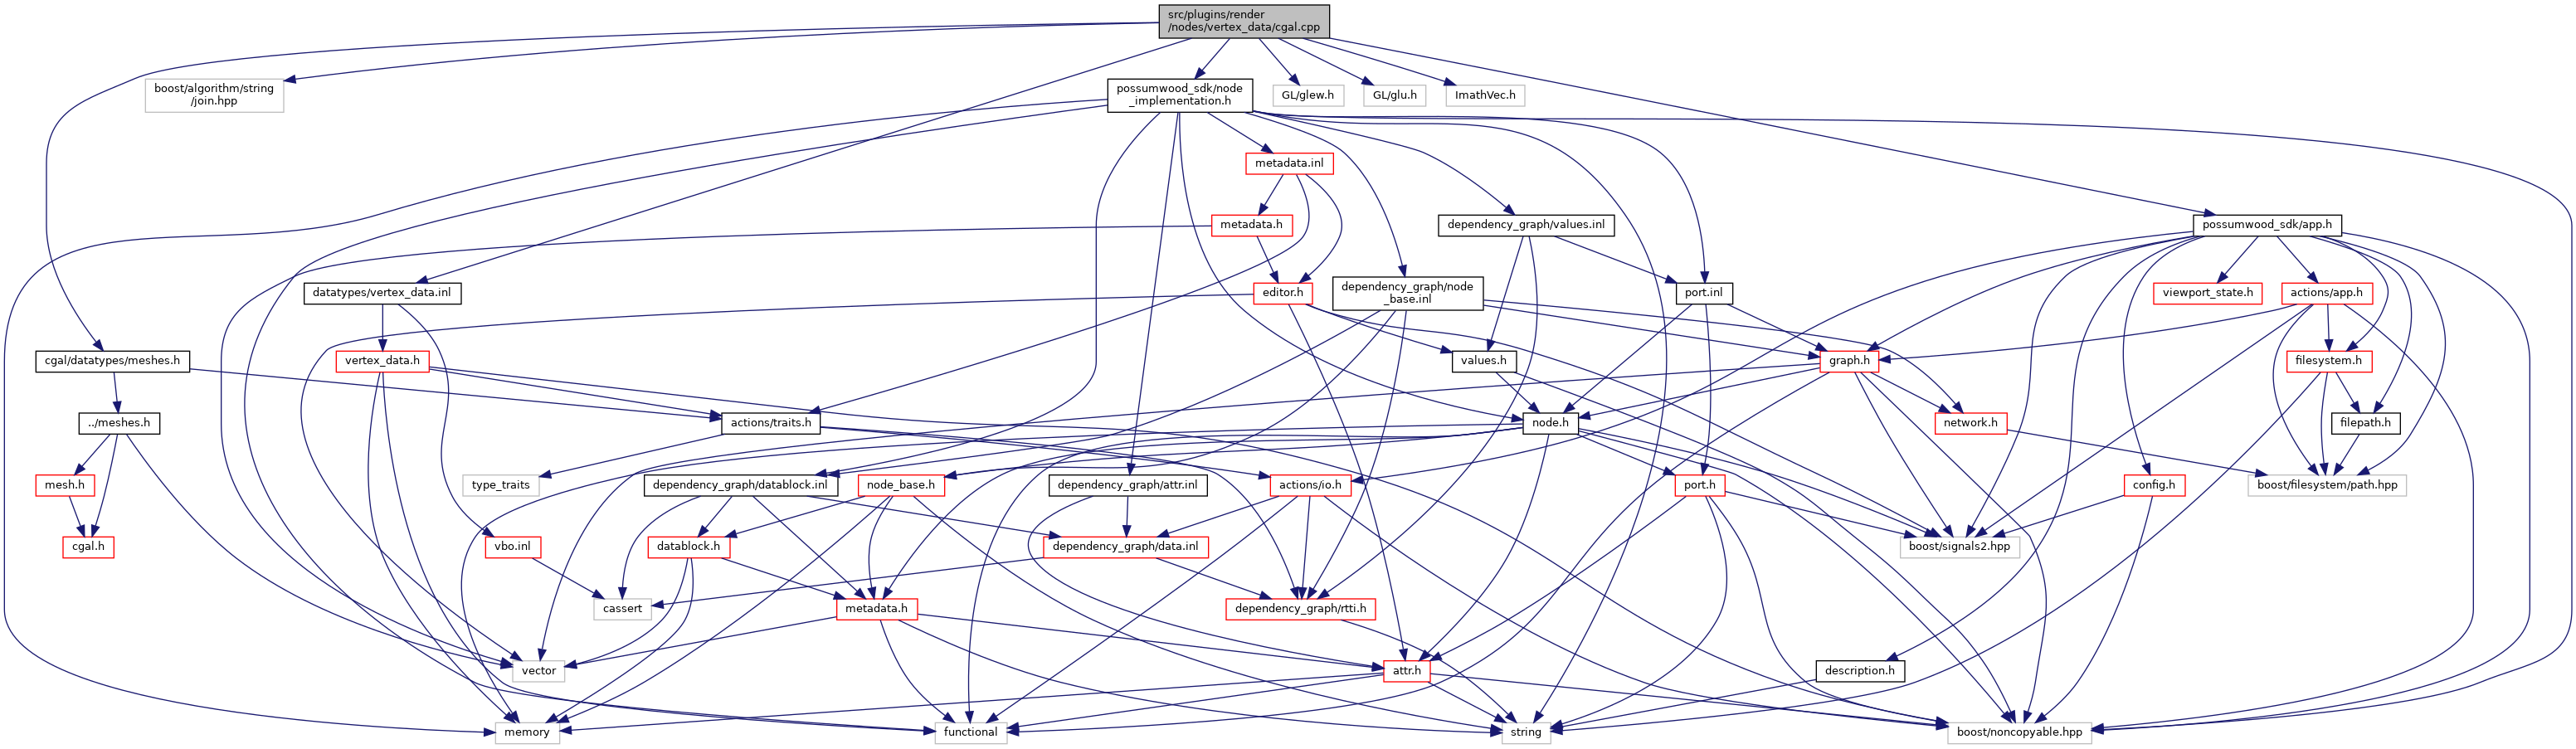 src/plugins/render
/nodes/vertex_data/cgal.cpp
boost/algorithm/string
/join.hpp
possumwood_sdk/node
_implementation.h
GL/glew.h
GL/glu.h
ImathVec.h
metadata.inl
metadata.h
dependency_graph/values.inl
possumwood_sdk/app.h
datatypes/vertex_data.inl
editor.h
dependency_graph/node
_base.inl
port.inl
viewport_state.h
actions/app.h
cgal/datatypes/meshes.h
vertex_data.h
values.h
graph.h
filesystem.h
../meshes.h
actions/traits.h
node.h
network.h
filepath.h
mesh.h
type_traits
dependency_graph/datablock.inl
node_base.h
dependency_graph/attr.inl
actions/io.h
port.h
config.h
boost/filesystem/path.hpp
cgal.h
vbo.inl
datablock.h
dependency_graph/data.inl
boost/signals2.hpp
cassert
metadata.h
dependency_graph/rtti.h
vector
attr.h
description.h
memory
functional
string
boost/noncopyable.hpp